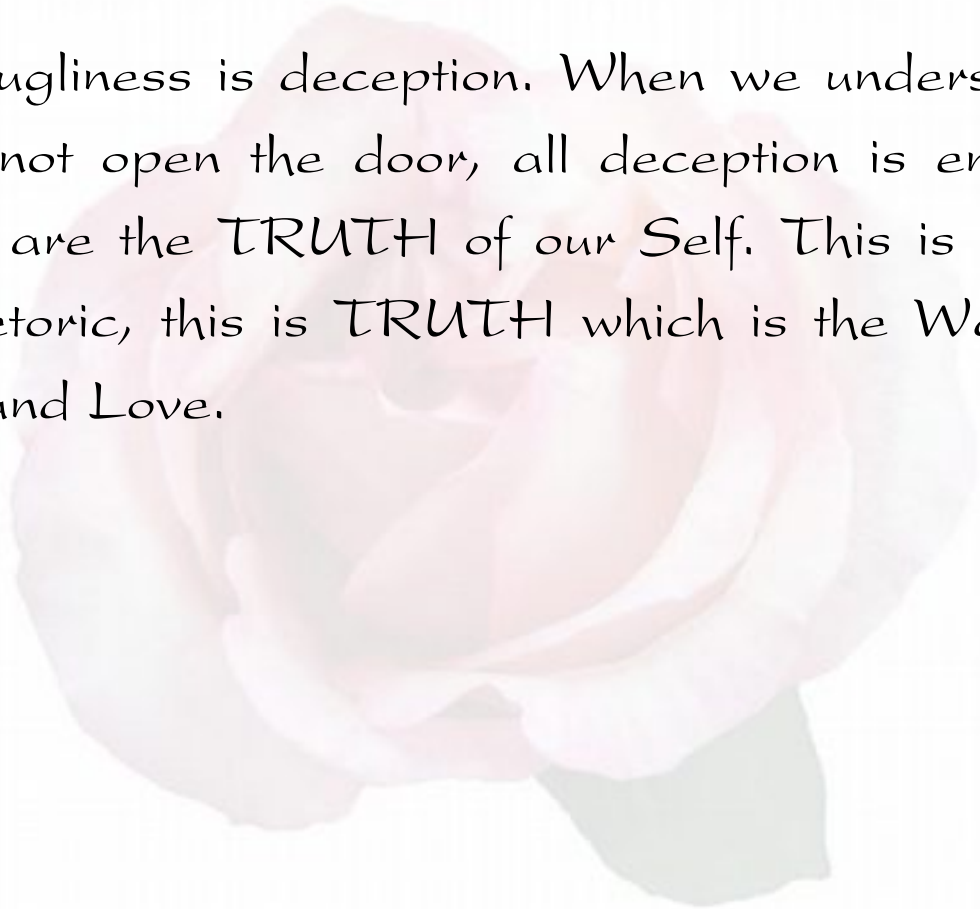 ugliness is deception. When we
not open the door, all deception is
are the TRUTH of our Self. This is
this is TRUTH which is the
and Love.